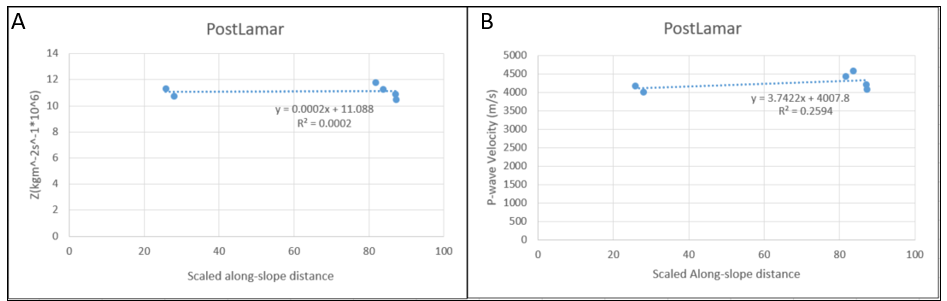 A
PostLamar
14
12
10
8
6
4
2
0
0 20 40 60 80 100
Z(kgm^-2s^-1*10^6)
y = 0.0002x + 11.088
R² = 0.0002
Scaled along-slope distance
B
PostLamar
5000
4500
4000
3500
3000
2500
2000
1500
1000
500
0
0 20 40 60 80 100
P-wave Velocity (m/s)
y = 3.7422x + 4007.8
R² = 0.2594
Scaled Along-slope distance